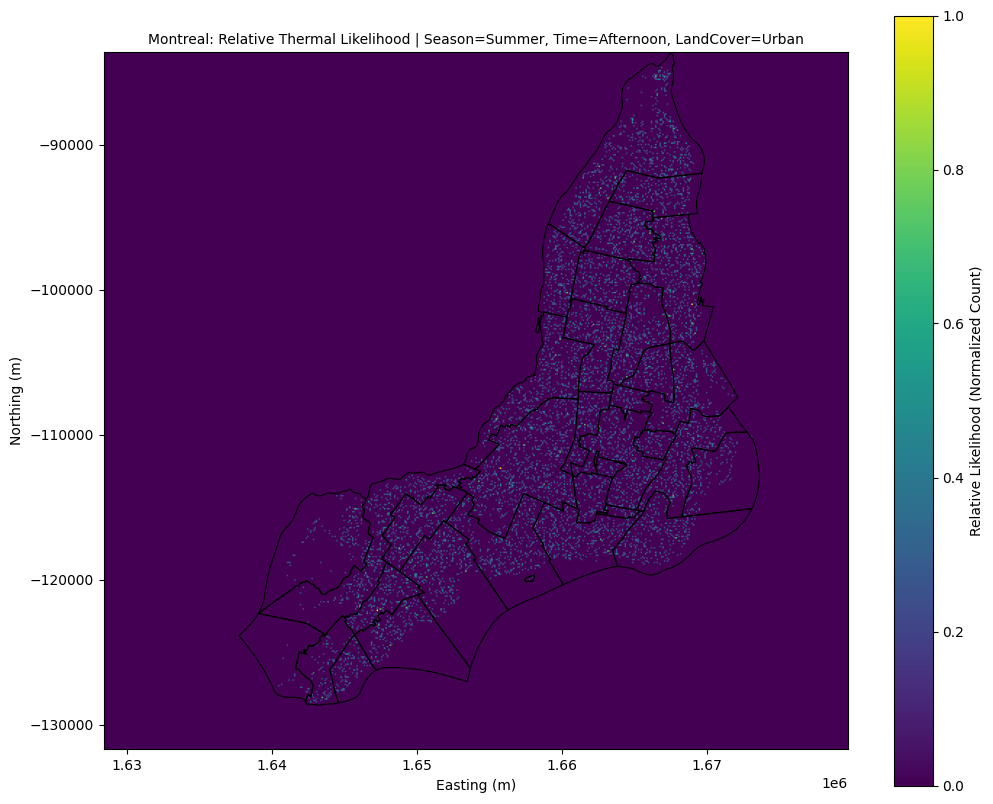 Montreal: Relative Thermal Likelihood | Season=Summer, Time=Afternoon, LandCover=Urban
1.0
0.8
0.6
0.4
0.2
0.0
Relative Likelihood (Normalized Count)
−90000
−100000
−110000
−120000
−130000
Northing (m)
1.63 1.64 1.65 1.66 1.67
1e6
Easting (m)